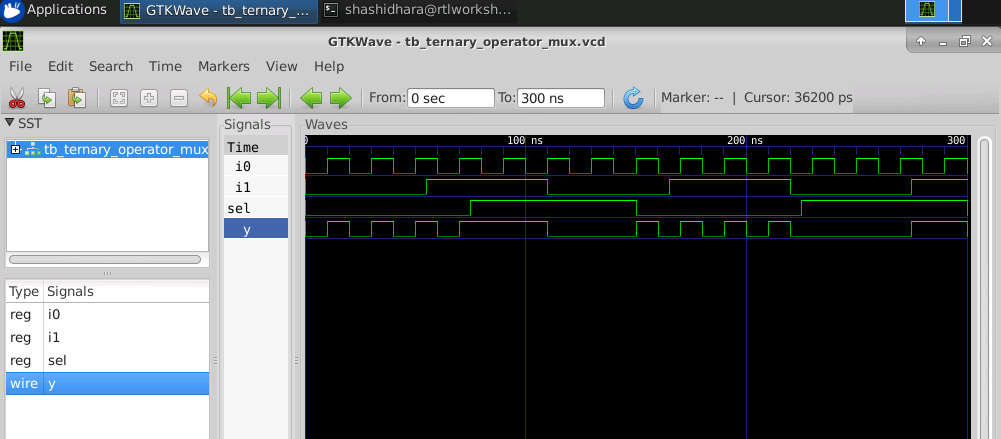 Applications GTKWave - tb_ternary_... shashidhara@rtlworksh...
GTKWave - tb_ternary_operator_mux.vcd
File Edit Search Time Markers View Help
From: 0 sec To: 300 ns Marker: -- | Cursor: 36200 ps
SST
tb_ternary_operator_mux
Type Signals
reg i0
reg i1
reg sel
wire y
Signals
Time
i0
i1
sel
y
Waves
0 100 ns 200 ns 300